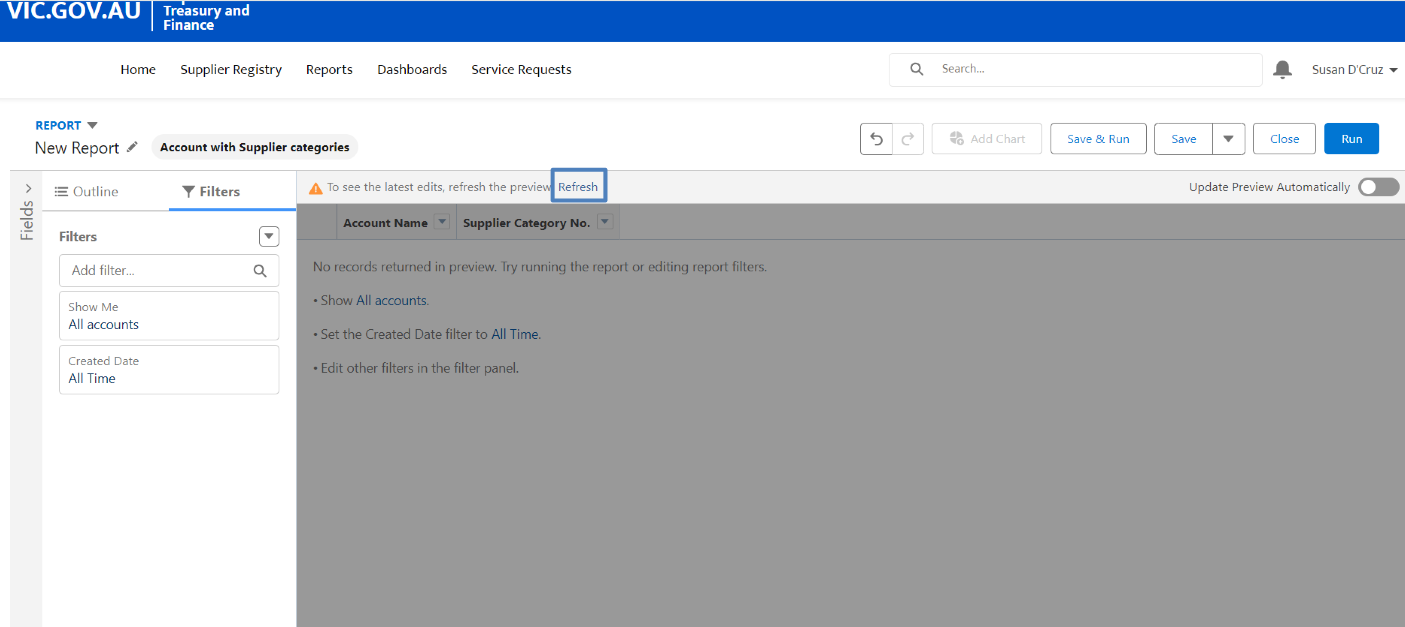 VIC.GOV.AU
Treasury and
Finance
Home Supplier Registry Reports Dashboards Service Requests Search... Susan D'Cruz
REPORT
New Report Account with Supplier categories
Add Chart Save & Run Save Close Run
Fields
Outline Filters
To see the latest edits, refresh the preview Refresh Update Preview Automatically
Filters
Add filter...
Show Me
All accounts
Created Date
All Time
Account Name Supplier Category No.
No records returned in preview. Try running the report or editing report filters.
• Show All accounts.
• Set the Created Date filter to All Time.
• Edit other filters in the filter panel.